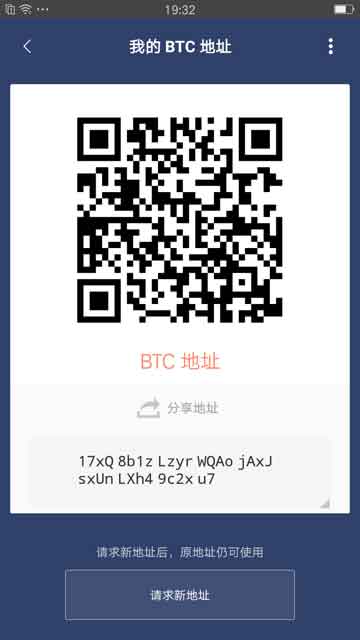 19:32
我的 BTC 地址
BTC 地址
分享地址
17xQ 8b1z Lzyr WQAo jAxJ
sxUn LXh4 9c2x u7
请求新地址后，原地址仍可使用
请求新地址